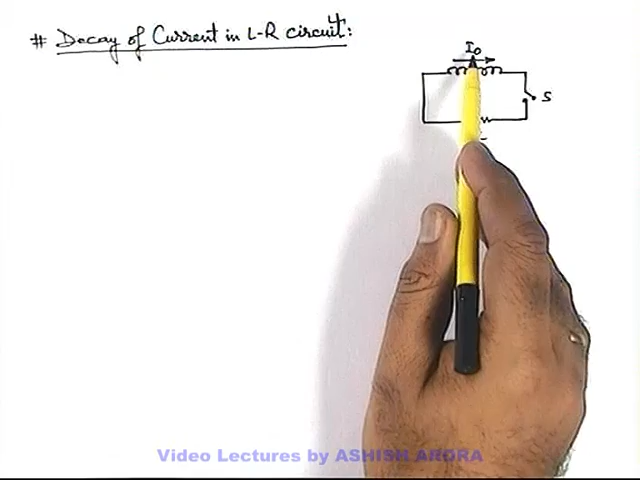 # Decay of Current in L-R circuit:
I₀
S
Video Lectures by ASHISH ARORA